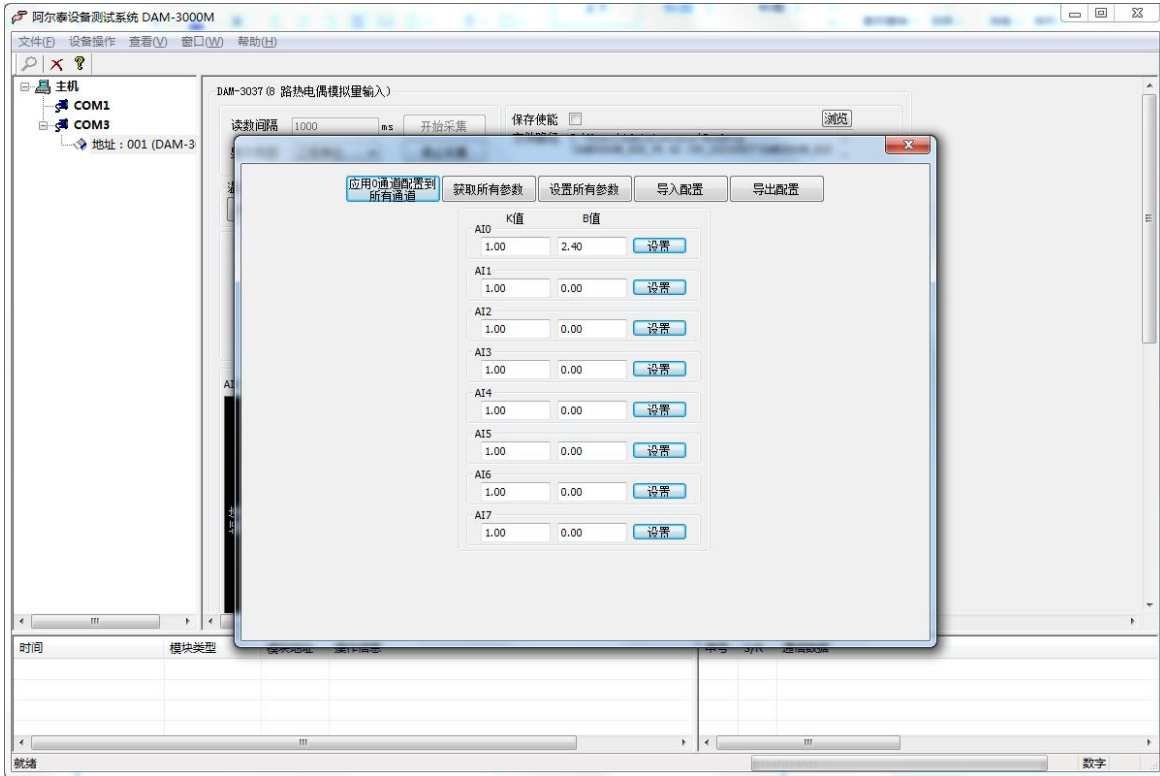 阿尔泰设备测试系统 DAM-3000M
文件(F) 设备操作 查看(V) 窗口(W) 帮助(H)
主机
COM1
COM3
地址：001 (DAM-3
DAM-3037(8 路热电偶模拟量输入)
读数间隔 1000 ms 开始采集
保存使能 浏览
应用0通道配置到所有通道 获取所有参数 设置所有参数 导入配置 导出配置
K值 B值
AI0
1.00 2.40 设置
AI1
1.00 0.00 设置
AI2
1.00 0.00 设置
AI3
1.00 0.00 设置
AI4
1.00 0.00 设置
AI5
1.00 0.00 设置
AI6
1.00 0.00 设置
AI7
1.00 0.00 设置
时间 模块类型 模块地址 操作信息 串号 S/R 通信数据
就绪 数字